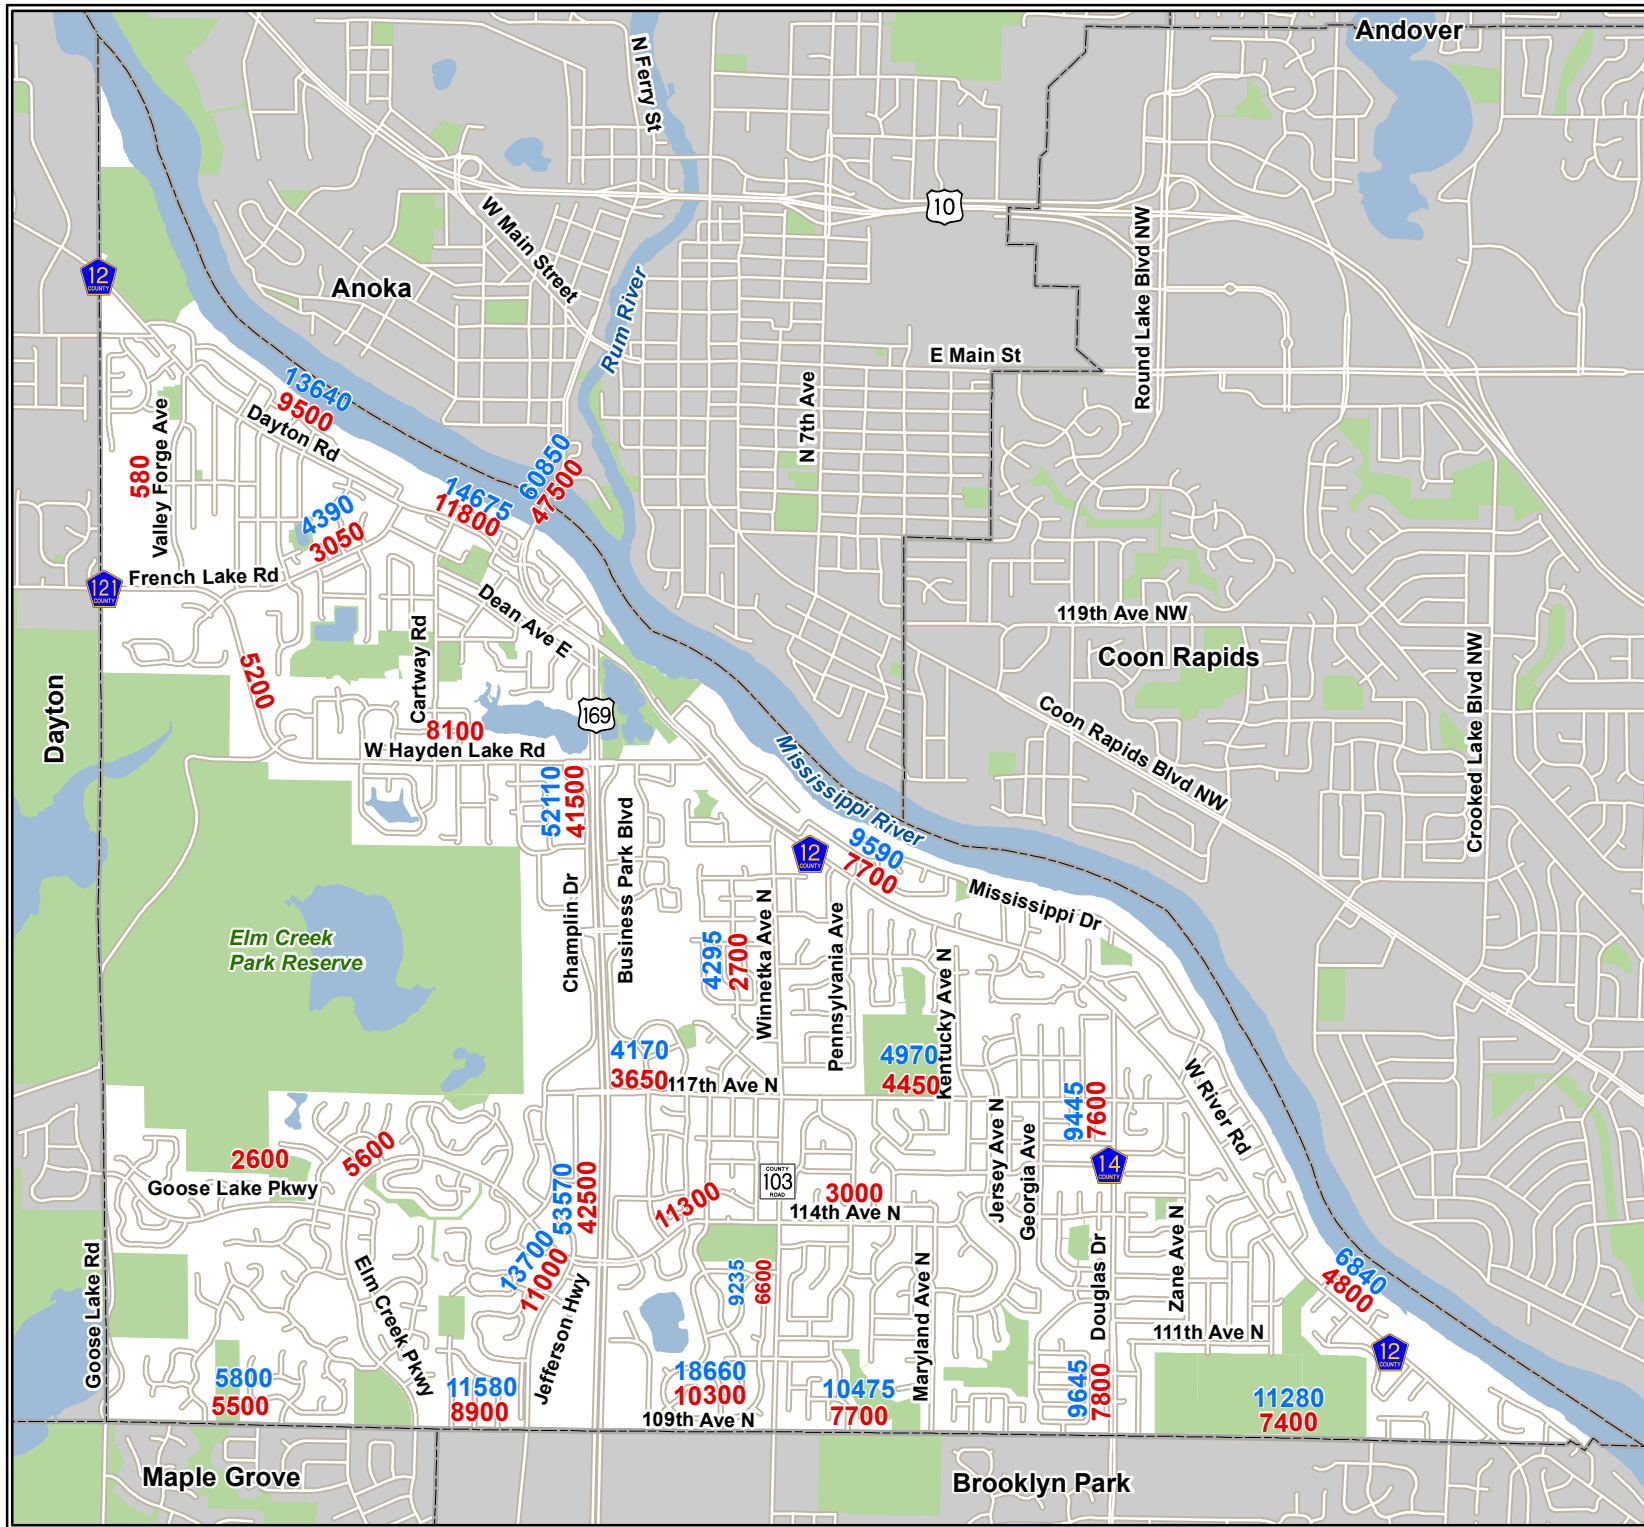 Andover
N Ferry St
10
W Main Street
Round Lake Blvd NW
12
COUNTY
Anoka
Rum River
E Main St
13640
9500
Dayton Rd
N 7th Ave
Valley Forge Ave
580
60850
47500
14675
11800
4390
3050
121
COUNTY
French Lake Rd
Dean Ave E
119th Ave NW
Coon Rapids
Cartway Rd
Crooked Lake Blvd NW
5200
Dayton
169
8100
W Hayden Lake Rd
Coon Rapids Blvd NW
Mississippi River
52110
41500
Business Park Blvd
12
COUNTY
9590
7700
Champlin Dr
Mississippi Dr
Elm Creek
Park Reserve
4295
2700
Winnetka Ave N
Pennsylvania Ave
Kentucky Ave N
4170
3650
117th Ave N
4970
4450
W River Rd
9445
7600
Jersey Ave N
Georgia Ave
14
COUNTY
2600
5600
Goose Lake Pkwy
53570
42500
11300
COUNTY
103
ROAD
3000
114th Ave N
13700
11000
9235
6600
Zane Ave N
Douglas Dr
6840
4800
Goose Lake Rd
Elm Creek Pkwy
Jefferson Hwy
Maryland Ave N
111th Ave N
12
COUNTY
5800
5500
11580
8900
18660
10300
109th Ave N
10475
7700
9645
7800
11280
7400
Maple Grove
Brooklyn Park